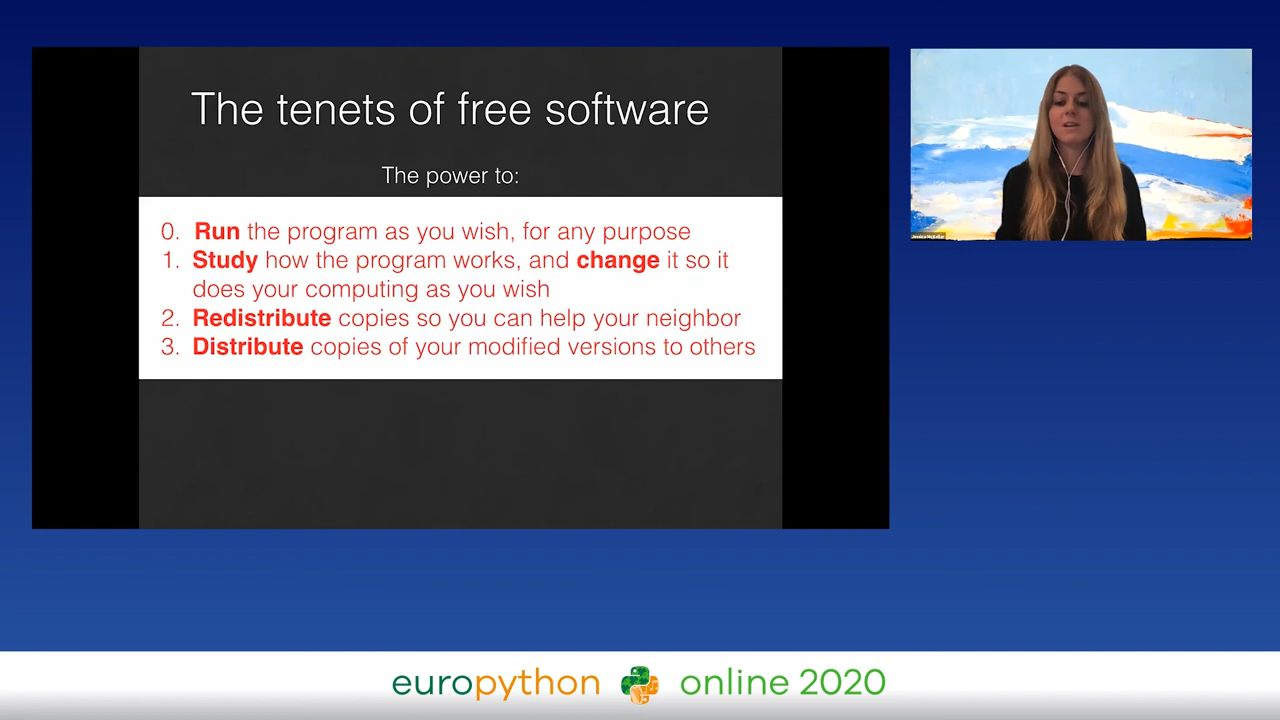 The tenets of free software
The power to:
0. Run the program as you wish, for any purpose
1. Study how the program works, and change it so it
does your computing as you wish
2. Redistribute copies so you can help your neighbor
3. Distribute copies of your modified versions to others
Jessica McKellar
europython online 2020